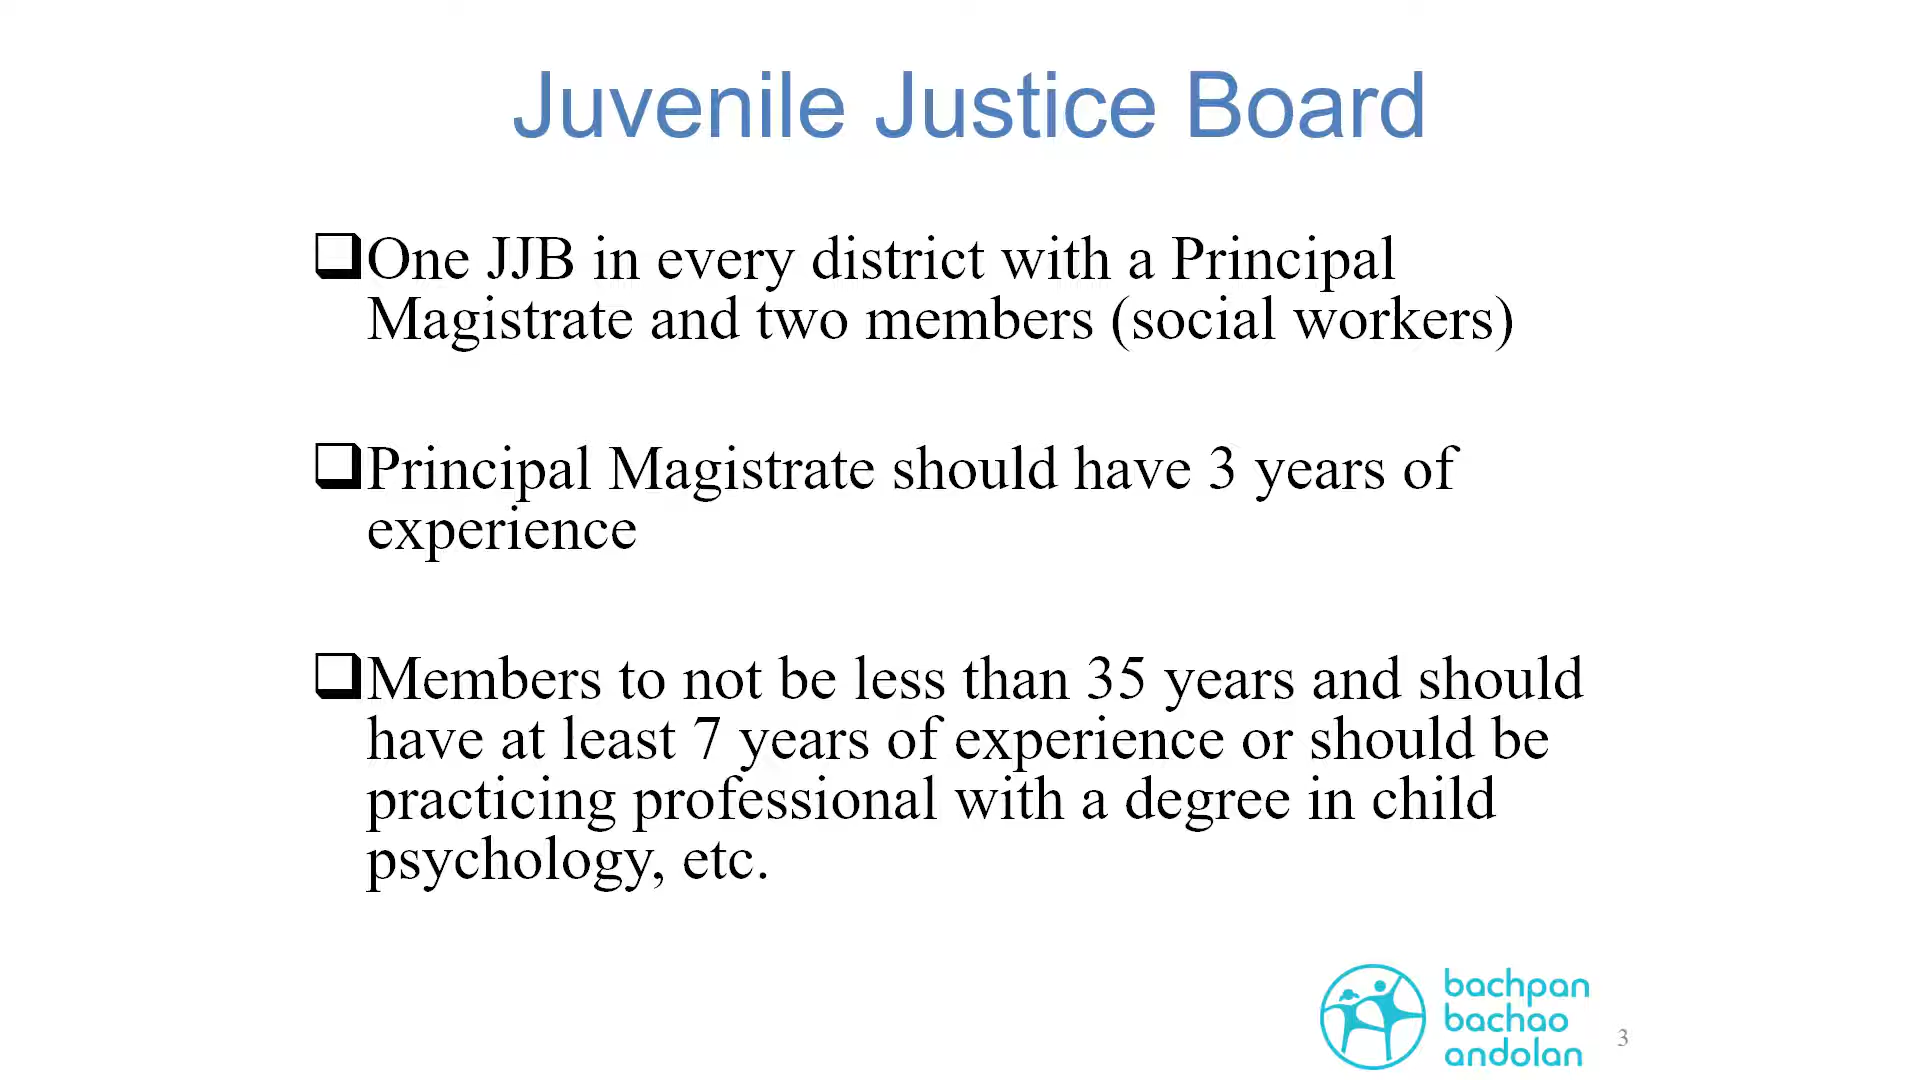 Juvenile Justice Board
One JJB in every district with a Principal
Magistrate and two members (social workers)
Principal Magistrate should have 3 years of
experience
Members to not be less than 35 years and should
have at least 7 years of experience or should be
practicing professional with a degree in child
psychology, etc.
bachpan
bachao
andolan
3